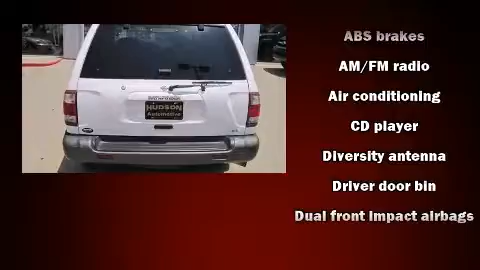 HUDSON
Automotive
ABS brakes
AM/FM radio
Air conditioning
CD player
Diversity antenna
Driver door bin
Dual front impact airbags